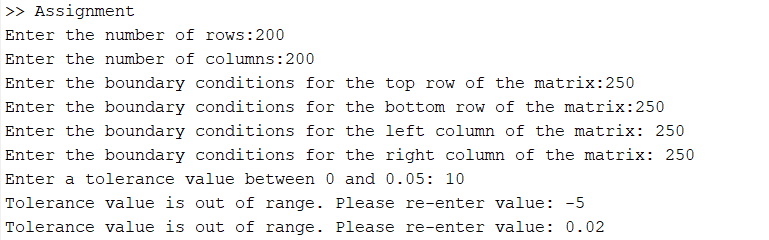 >> Assignment
Enter the number of rows:200
Enter the number of columns:200
Enter the boundary conditions for the top row of the matrix:250
Enter the boundary conditions for the bottom row of the matrix:250
Enter the boundary conditions for the left column of the matrix: 250
Enter the boundary conditions for the right column of the matrix: 250
Enter a tolerance value between 0 and 0.05: 10
Tolerance value is out of range. Please re-enter value: -5
Tolerance value is out of range. Please re-enter value: 0.02